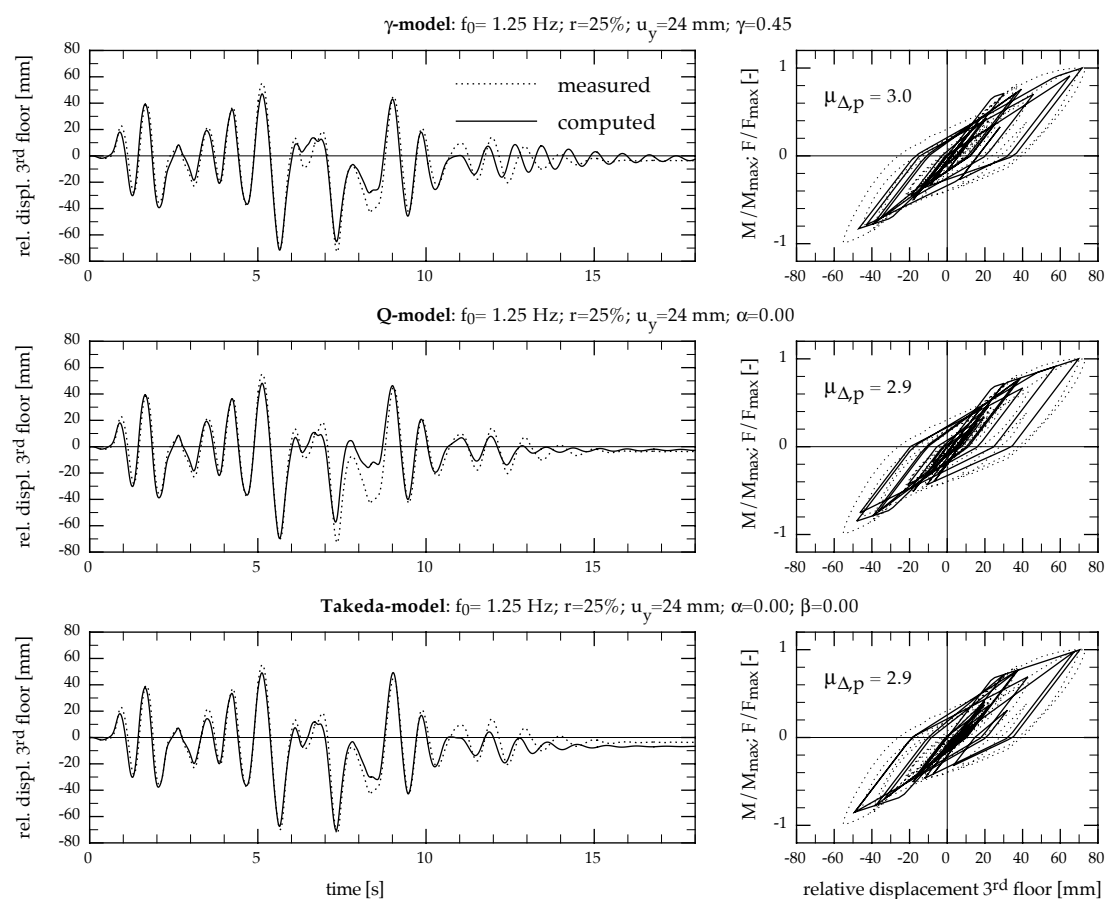 γ-model: f0= 1.25 Hz; r=25%; uy=24 mm; γ=0.45
rel. displ. 3rd floor [mm]
80
60
40
20
0
-20
-40
-60
-80
measured
computed
0 5 10 15
M/Mmax; F/Fmax [-]
1
0
-1
μΔ,p = 3.0
-80 -60 -40 -20 0 20 40 60 80
Q-model: f0= 1.25 Hz; r=25%; uy=24 mm; α=0.00
rel. displ. 3rd floor [mm]
80
60
40
20
0
-20
-40
-60
-80
0 5 10 15
M/Mmax; F/Fmax [-]
1
0
-1
μΔ,p = 2.9
-80 -60 -40 -20 0 20 40 60 80
Takeda-model: f0= 1.25 Hz; r=25%; uy=24 mm; α=0.00; β=0.00
rel. displ. 3rd floor [mm]
80
60
40
20
0
-20
-40
-60
-80
0 5 10 15
time [s]
M/Mmax; F/Fmax [-]
1
0
-1
μΔ,p = 2.9
-80 -60 -40 -20 0 20 40 60 80
relative displacement 3rd floor [mm]